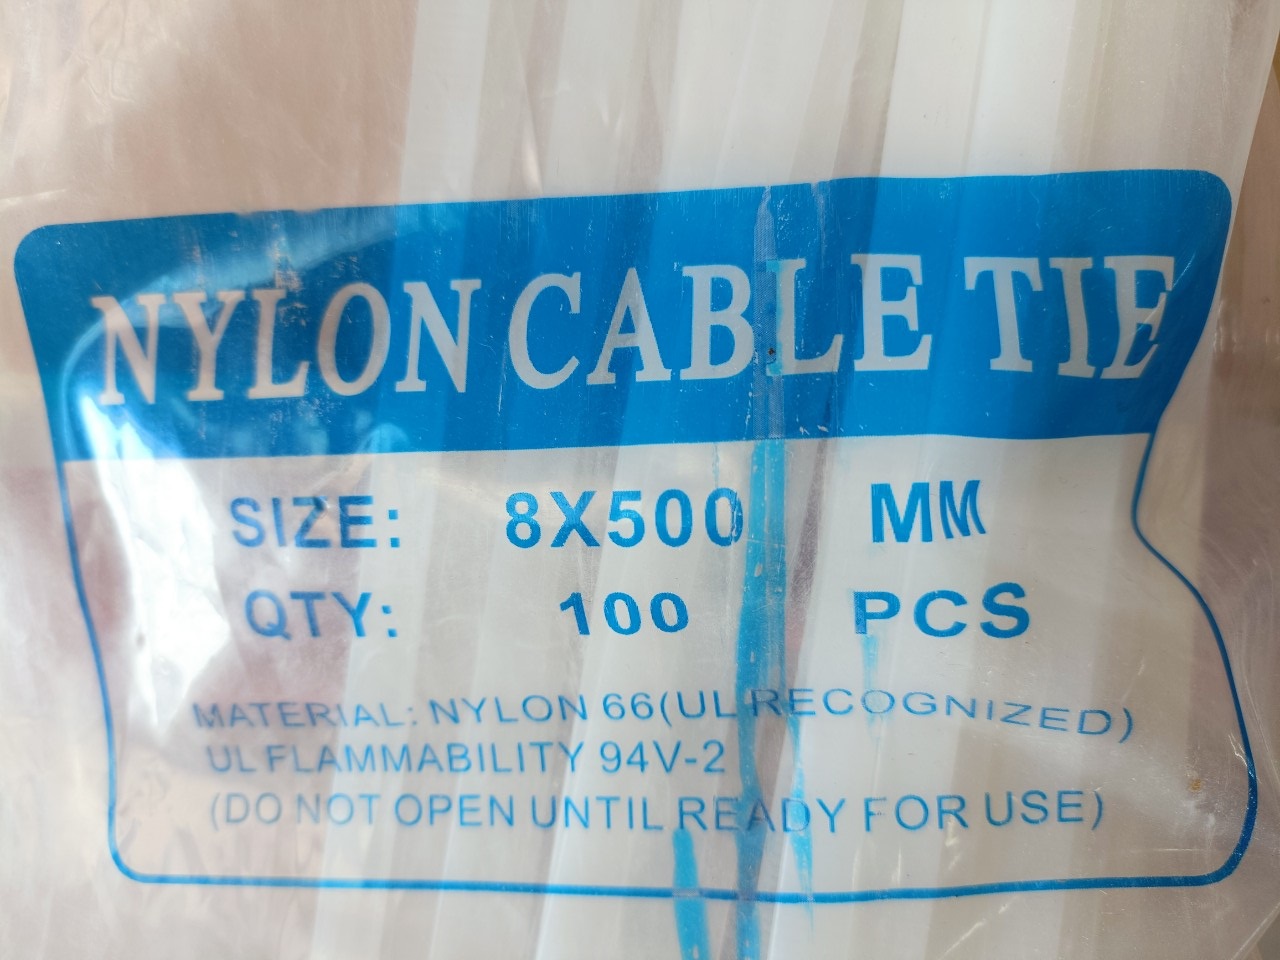 NYLON CABLE TIE
SIZE: 8X500 MM
QTY: 100 PCS
MATERIAL: NYLON 66(UL RECOGNIZED)
UL FLAMMABILITY 94V-2
(DO NOT OPEN UNTIL READY FOR USE)